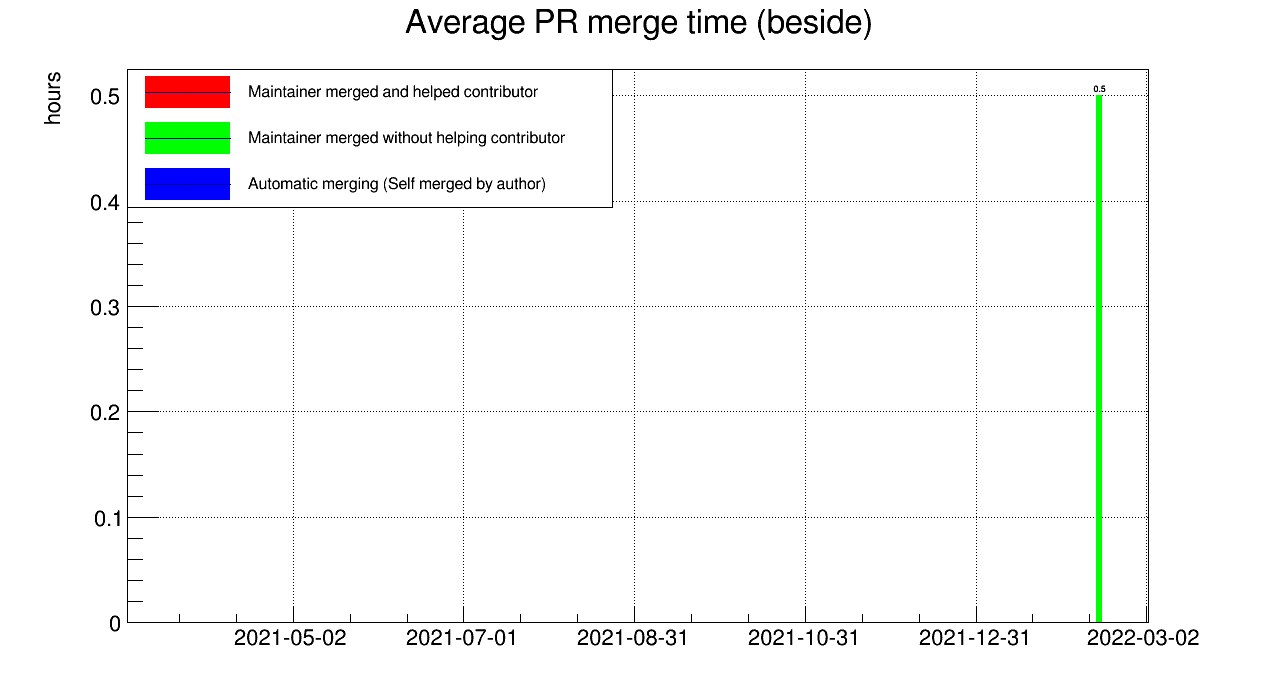 Average PR merge time (beside)
hours
Maintainer merged and helped contributor
Maintainer merged without helping contributor
Automatic merging (Self merged by author)
0.5
0.5
0.4
0.3
0.2
0.1
0
2021-05-02 2021-07-01 2021-08-31 2021-10-31 2021-12-31 2022-03-02